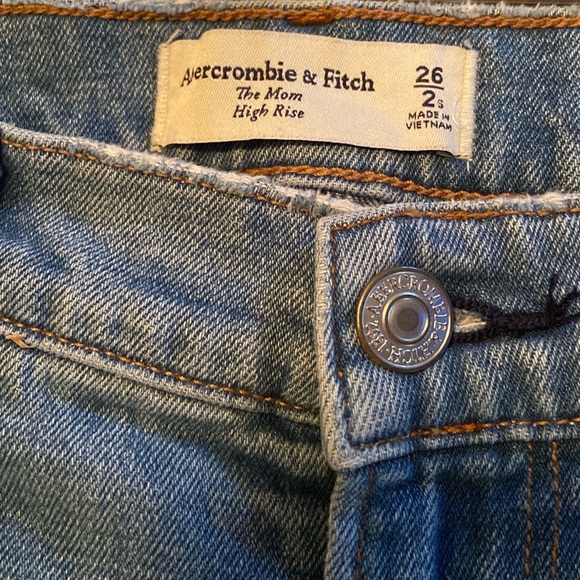 Abercrombie & Fitch
The Mom
High Rise
26
2s
MADE IN
VIETNAM
ABERCROMBIE
& FITCH
1892